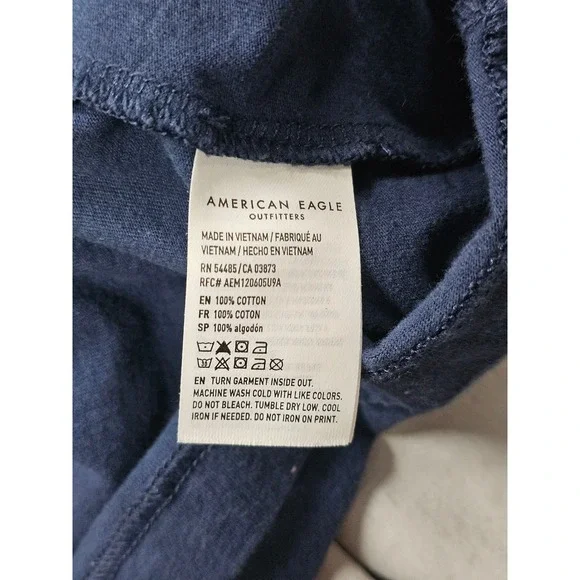 AMERICAN EAGLE
OUTFITTERS
MADE IN VIETNAM / FABRIQUÉ AU
VIETNAM / HECHO EN VIETNAM
RN 54485 / CA 03873
RFC# AEM120605U9A
EN 100% COTTON
FR 100% COTON
SP 100% algodón
EN TURN GARMENT INSIDE OUT.
MACHINE WASH COLD WITH LIKE COLORS.
DO NOT BLEACH. TUMBLE DRY LOW. COOL
IRON IF NEEDED. DO NOT IRON ON PRINT.